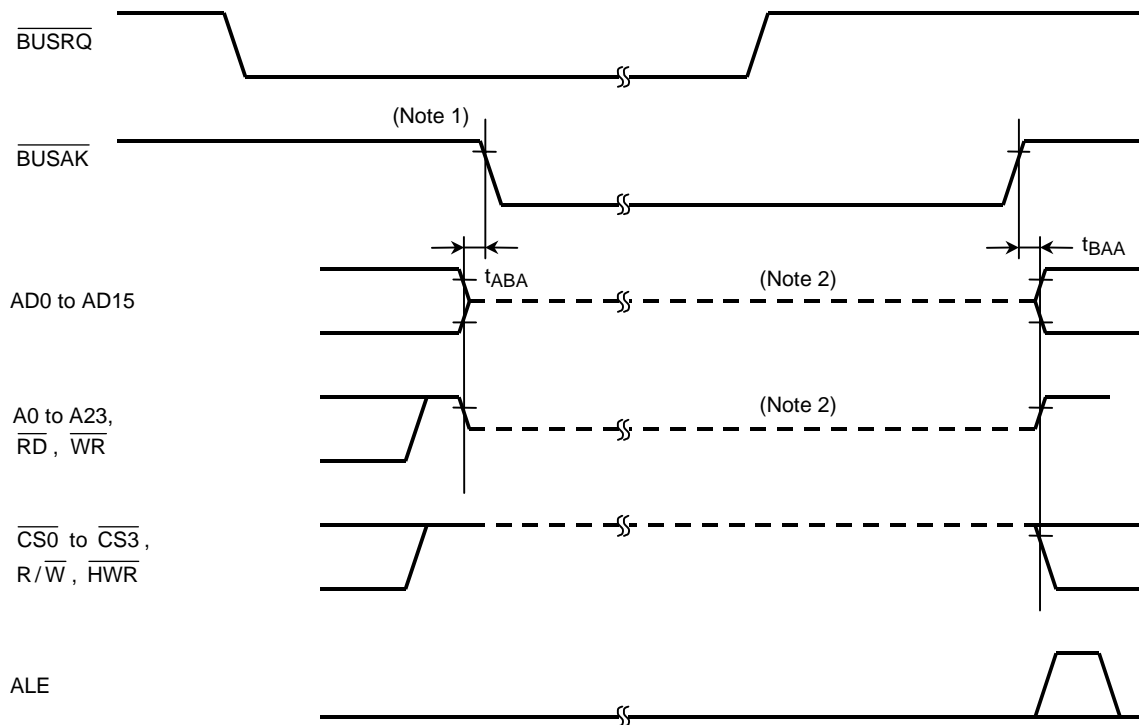 BUSRQ
(Note 1)
BUSAK
tABA
tBAA
AD0 to AD15
(Note 2)
A0 to A23,
RD , WR
(Note 2)
CS0 to CS3 ,
R/W , HWR
ALE